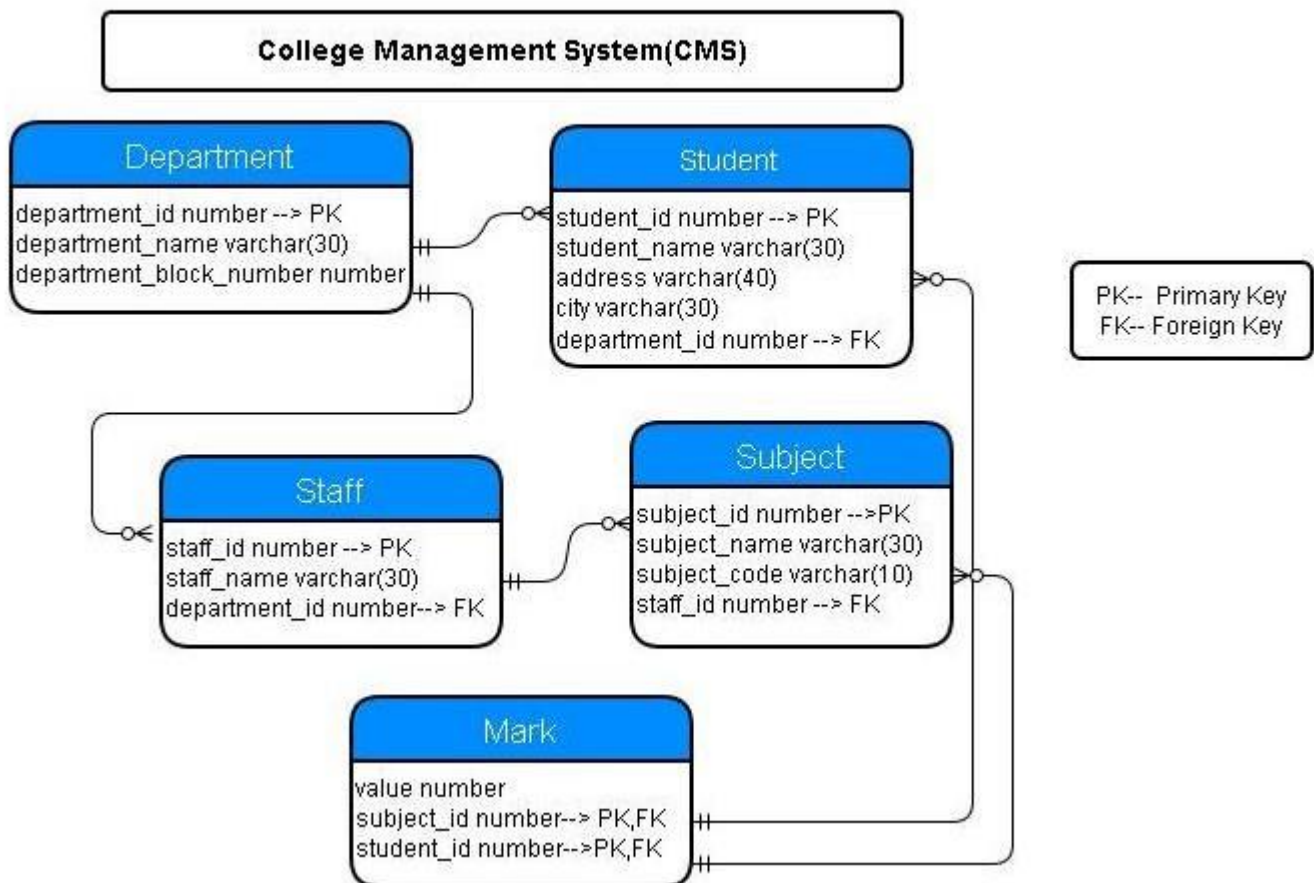 College Management System(CMS)
Department
department_id number --> PK
department_name varchar(30)
department_block_number number
Student
student_id number --> PK
student_name varchar(30)
address varchar(40)
city varchar(30)
department_id number --> FK
PK-- Primary Key
FK-- Foreign Key
Staff
staff_id number --> PK
staff_name varchar(30)
department_id number--> FK
Subject
subject_id number -->PK
subject_name varchar(30)
subject_code varchar(10)
staff_id number --> FK
Mark
value number
subject_id number--> PK,FK
student_id number-->PK,FK